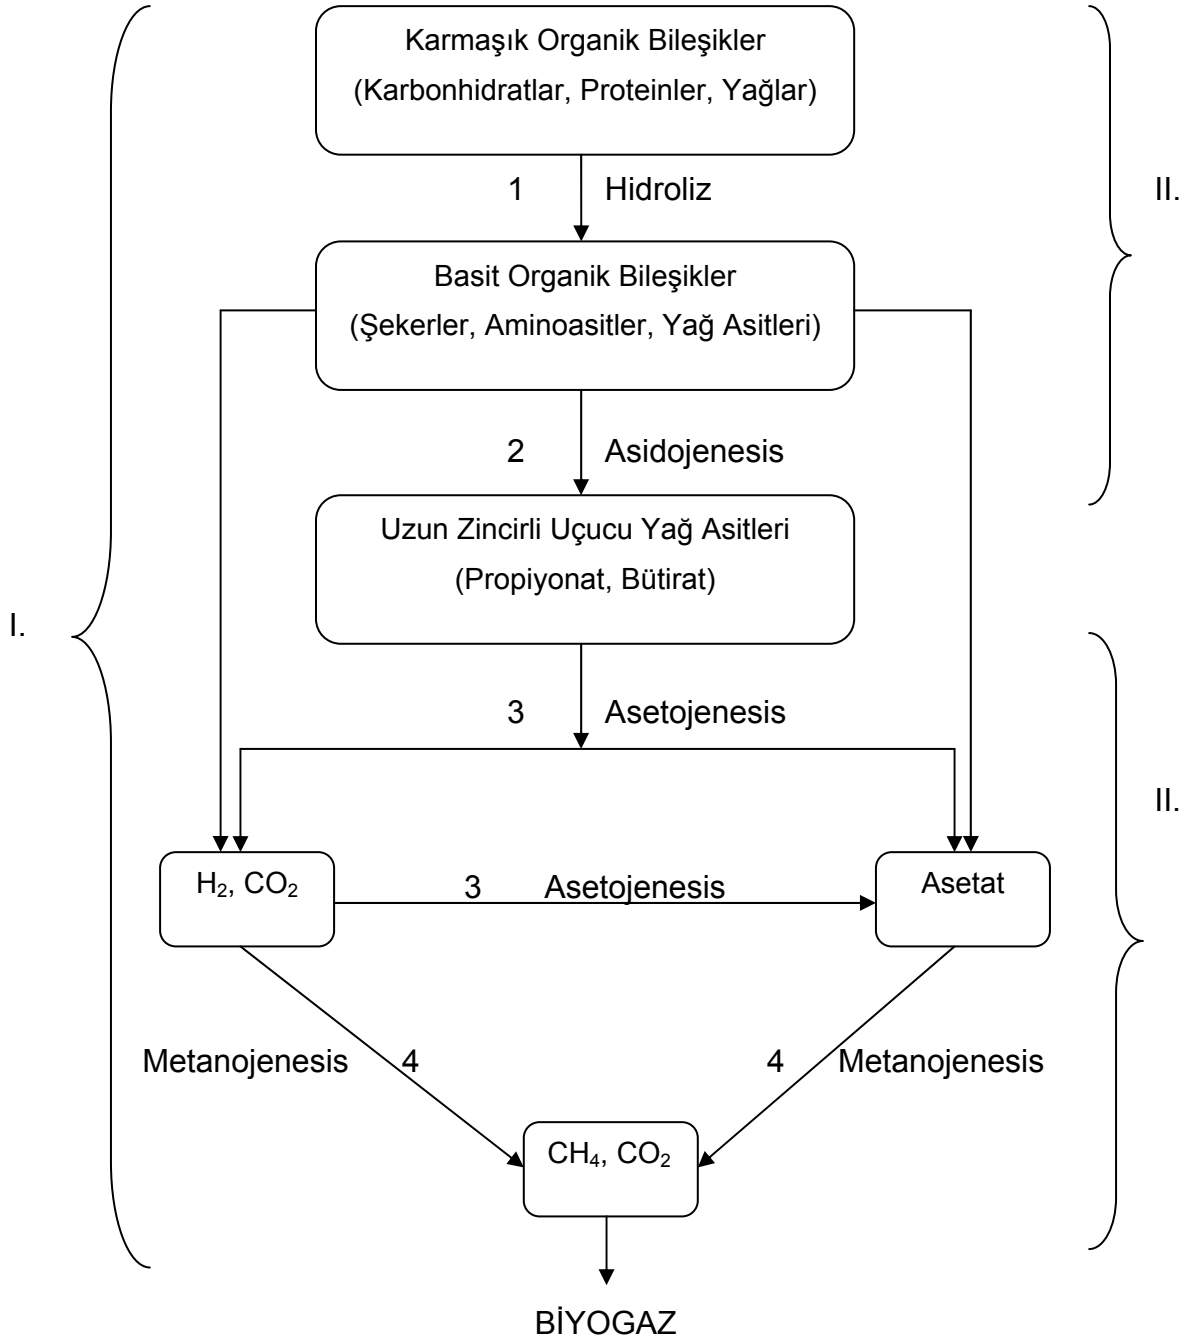 Karmaşık Organik Bileşikler
(Karbonhidratlar, Proteinler, Yağlar)
1 Hidroliz
II.
Basit Organik Bileşikler
(Şekerler, Aminoasitler, Yağ Asitleri)
2 Asidojenesis
Uzun Zincirli Uçucu Yağ Asitleri
(Propiyonat, Bütirat)
I.
3 Asetojenesis
II.
H₂, CO₂
3 Asetojenesis
Asetat
Metanojenesis 4
4 Metanojenesis
CH₄, CO₂
BİYOGAZ